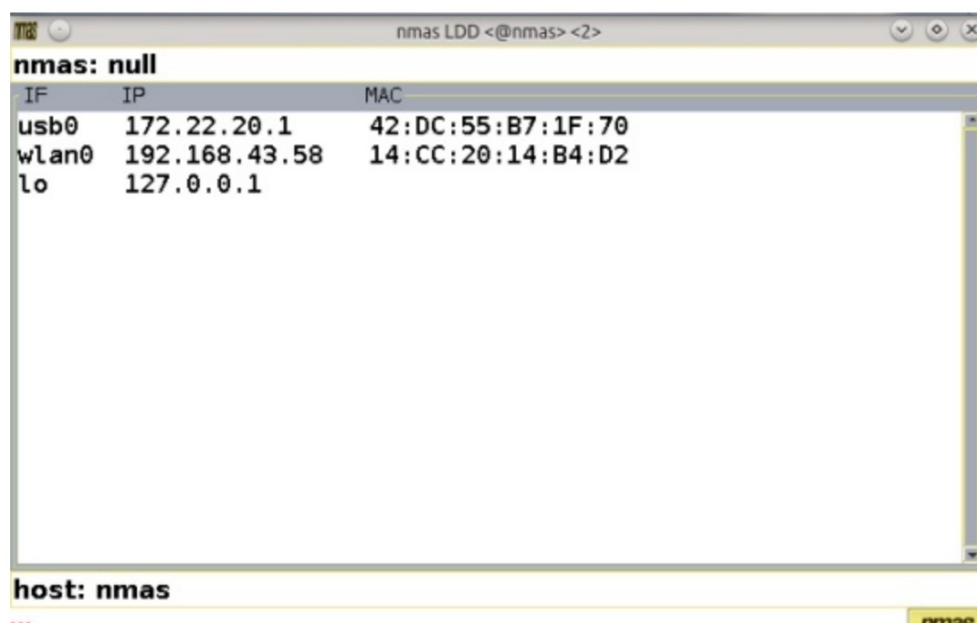 nmas nmas LDD <@nmas> <2>
nmas: null
IF IP MAC
usb0 172.22.20.1 42:DC:55:B7:1F:70
wlan0 192.168.43.58 14:CC:20:14:B4:D2
lo 127.0.0.1
host: nmas
nmas